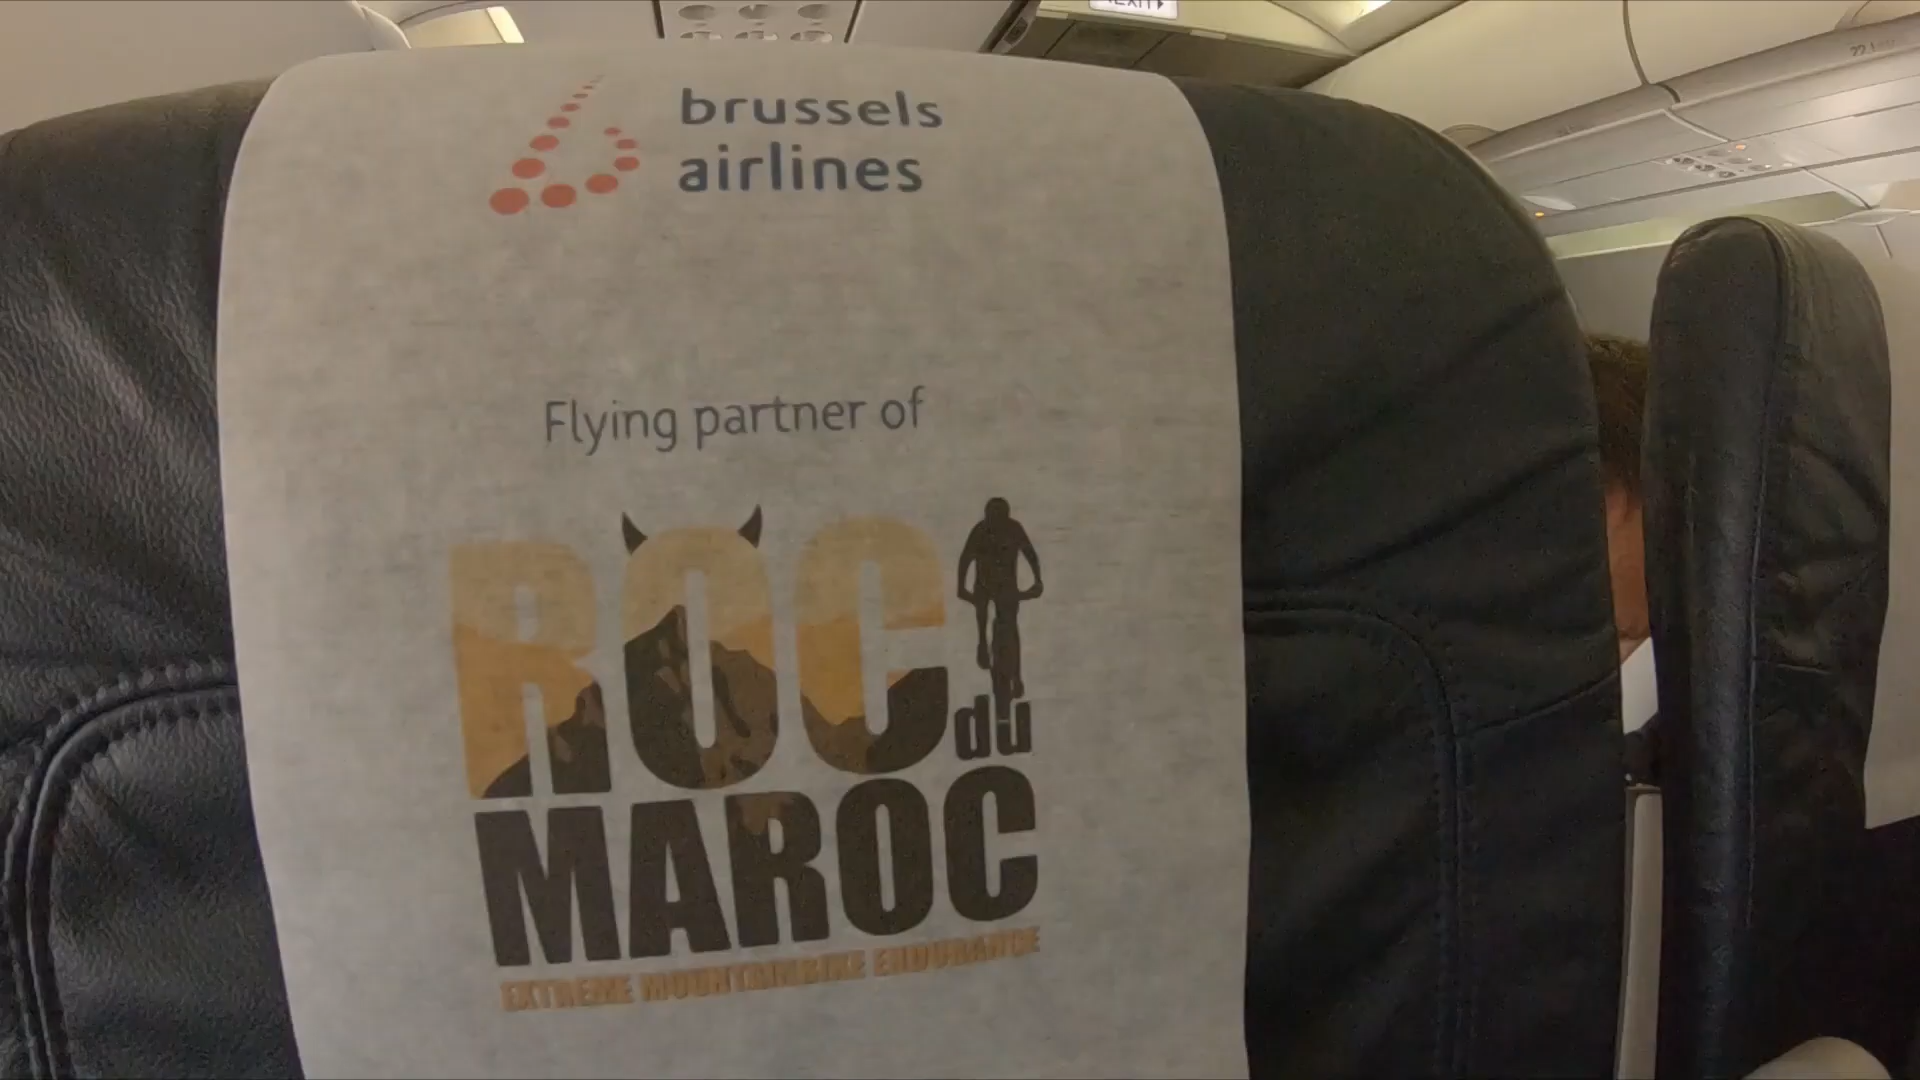 EXIT
brussels
airlines
Flying partner of
ROC
du
MAROC
EXTREME MOUNTAINBIKE ENDURANCE